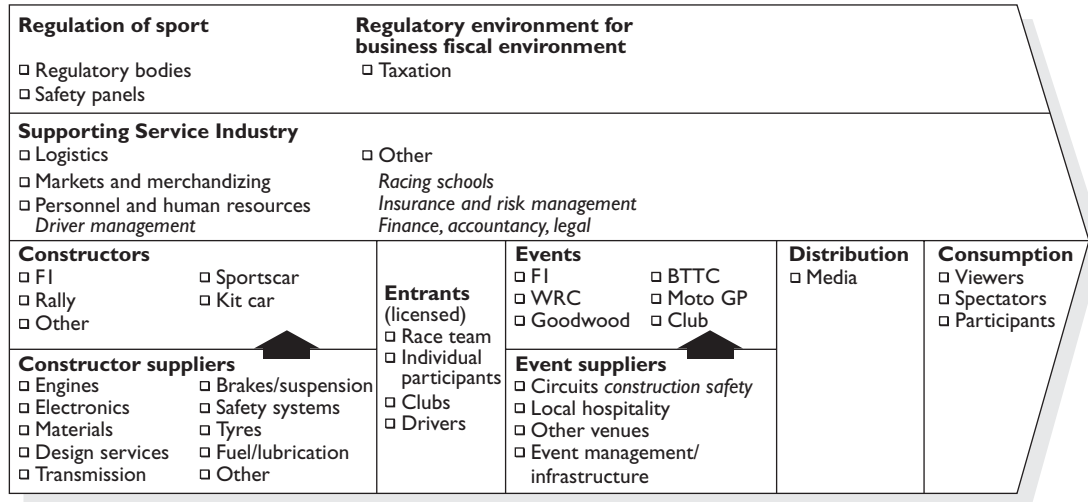 Regulation of sport
❑ Regulatory bodies
❑ Safety panels
Regulatory environment for
business fiscal environment
❑ Taxation
Supporting Service Industry
❑ Logistics
❑ Markets and merchandizing
❑ Personnel and human resources
Driver management
❑ Other
Racing schools
Insurance and risk management
Finance, accountancy, legal
Constructors
❑ F1
❑ Rally
❑ Other
❑ Sportscar
❑ Kit car
Constructor suppliers
❑ Engines
❑ Electronics
❑ Materials
❑ Design services
❑ Transmission
❑ Brakes/suspension
❑ Safety systems
❑ Tyres
❑ Fuel/lubrication
❑ Other
Entrants
(licensed)
❑ Race team
❑ Individual
participants
❑ Clubs
❑ Drivers
Events
❑ F1
❑ WRC
❑ Goodwood
❑ BTTC
❑ Moto GP
❑ Club
Event suppliers
❑ Circuits construction safety
❑ Local hospitality
❑ Other venues
❑ Event management/
infrastructure
Distribution
❑ Media
Consumption
❑ Viewers
❑ Spectators
❑ Participants